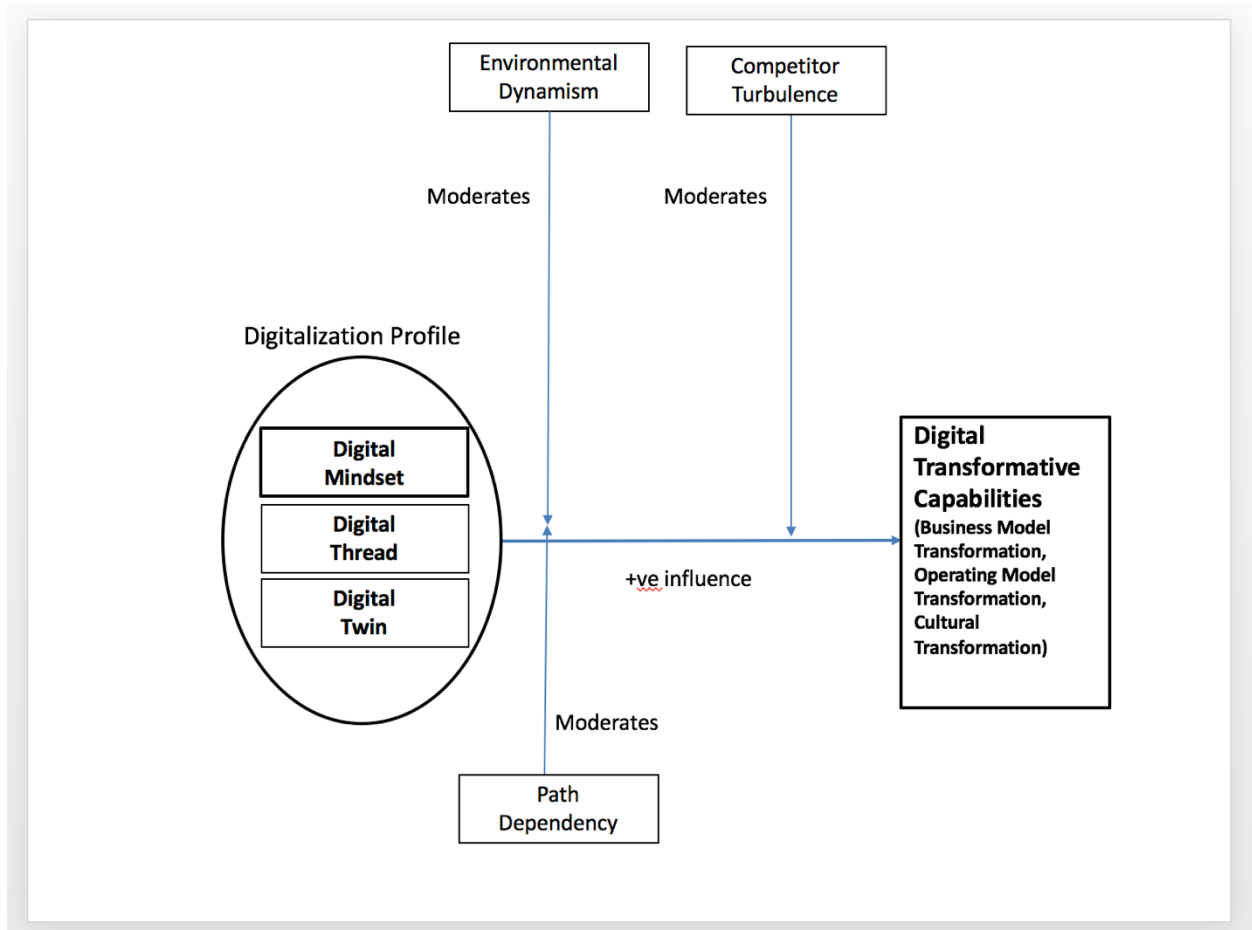 Environmental
Dynamism
Competitor
Turbulence
Moderates
Moderates
Digitalization Profile
Digital
Mindset
Digital
Thread
Digital
Twin
+ve influence
Digital
Transformative
Capabilities
(Business Model
Transformation,
Operating Model
Transformation,
Cultural
Transformation)
Moderates
Path
Dependency